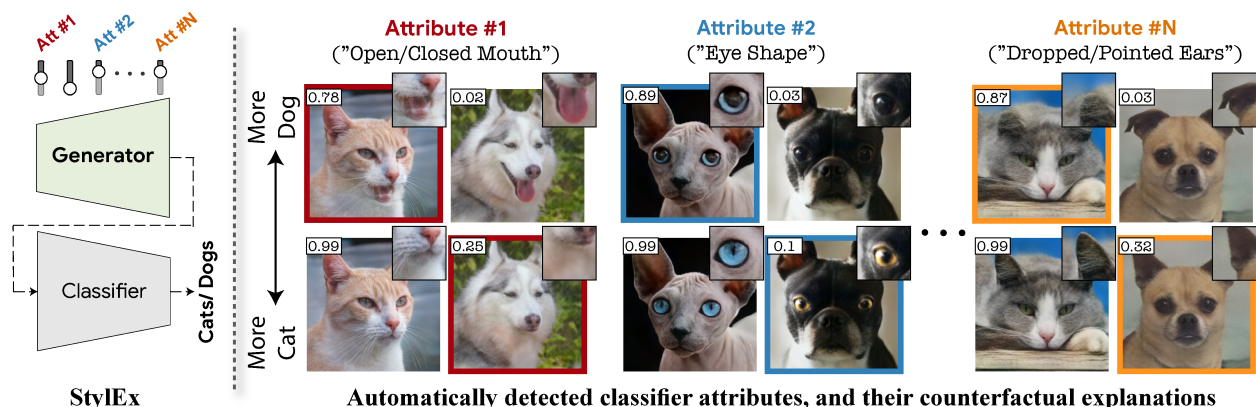 Att #1
Att #2
Att #N
Generator
Classifier
Cats/ Dogs
StylEx
More Dog
More Cat
Attribute #1
("Open/Closed Mouth")
0.78
0.02
0.99
0.25
Attribute #2
("Eye Shape")
0.89
0.03
0.99
0.1
Attribute #N
("Dropped/Pointed Ears")
0.87
0.03
0.99
0.32
Automatically detected classifier attributes, and their counterfactual explanations